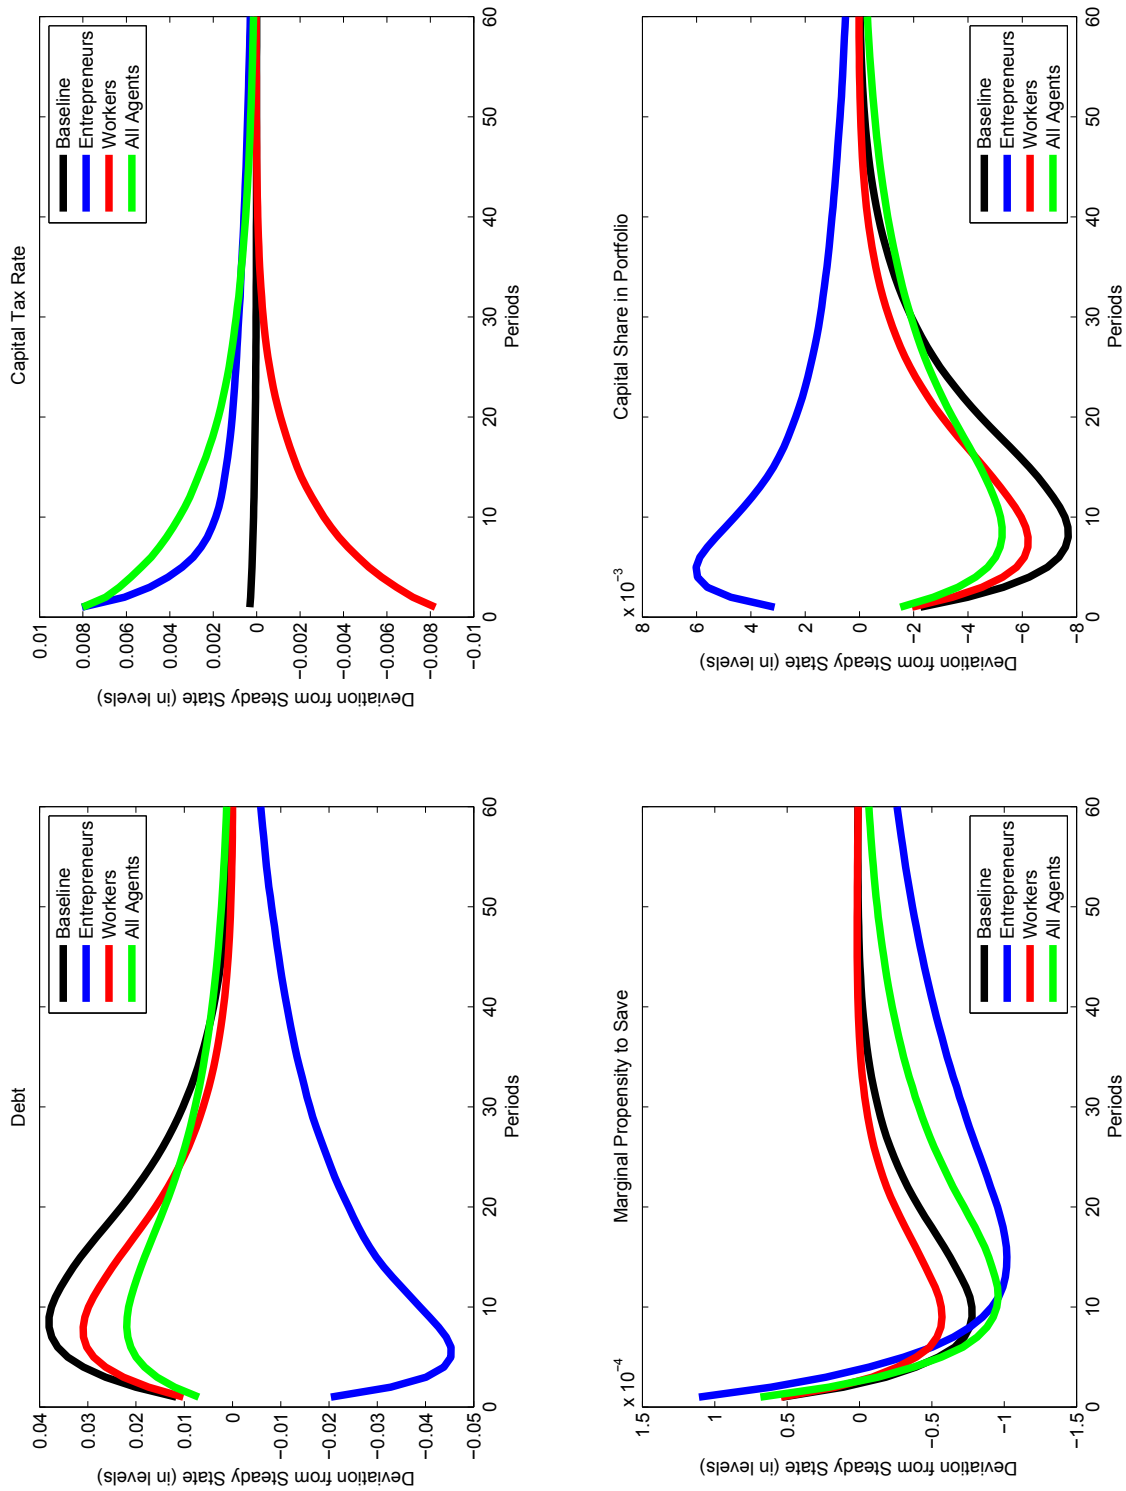 Debt
Deviation from Steady State (in levels)
0.04
0.03
0.02
0.01
0
−0.01
−0.02
−0.03
−0.04
−0.05
0 10 20 30 40 50 60
Periods
Baseline
Entrepreneurs
Workers
All Agents
Capital Tax Rate
Deviation from Steady State (in levels)
0.01
0.008
0.006
0.004
0.002
0
−0.002
−0.004
−0.006
−0.008
−0.01
0 10 20 30 40 50 60
Periods
Baseline
Entrepreneurs
Workers
All Agents
Marginal Propensity to Save
x 10−4
Deviation from Steady State (in levels)
1.5
1
0.5
0
−0.5
−1
−1.5
0 10 20 30 40 50 60
Periods
Baseline
Entrepreneurs
Workers
All Agents
Capital Share in Portfolio
x 10−3
Deviation from Steady State (in levels)
8
6
4
2
0
−2
−4
−6
−8
0 10 20 30 40 50 60
Periods
Baseline
Entrepreneurs
Workers
All Agents